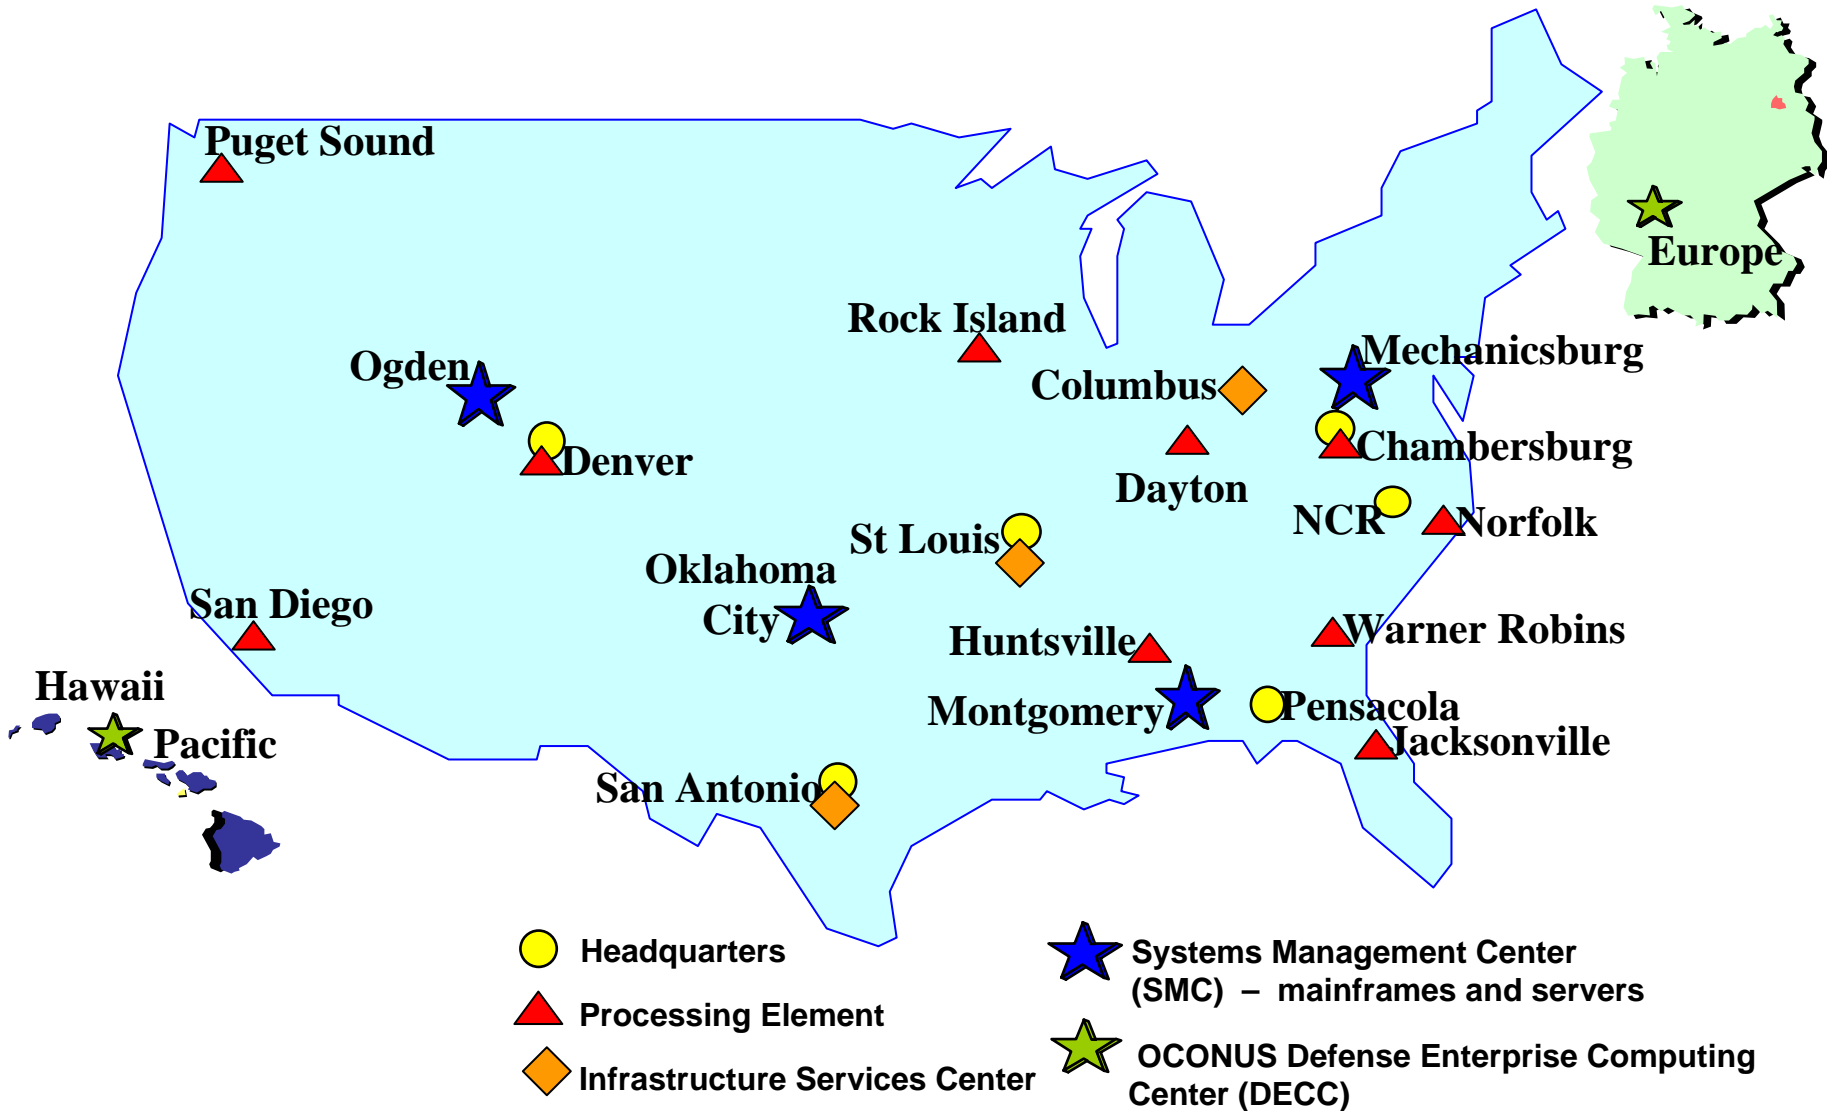 Puget Sound
Europe
Rock Island
Mechanicsburg
Ogden
Columbus
Denver
Chambersburg
Dayton
NCR
Norfolk
St Louis
Oklahoma
City
San Diego
Huntsville
Warner Robins
Hawaii
Pacific
Montgomery
Pensacola
Jacksonville
San Antonio
Headquarters
Processing Element
Infrastructure Services Center
Systems Management Center
(SMC) – mainframes and servers
OCONUS Defense Enterprise Computing
Center (DECC)